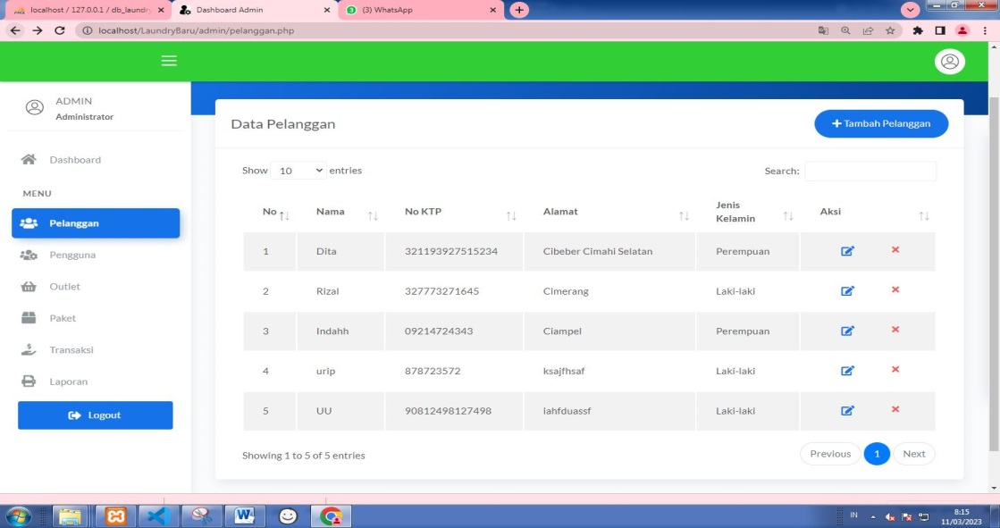 localhost / 127.0.0.1 / db_laundr
Dashboard Admin
(3) WhatsApp
localhost/LaundryBaru/admin/pelanggan.php
ADMIN
Administrator
Dashboard
MENU
Pelanggan
Pengguna
Outlet
Paket
Transaksi
Laporan
Logout
Data Pelanggan
Tambah Pelanggan
Show 10 entries
Search:
No Nama No KTP Alamat Jenis Kelamin Aksi
1 Dita 321193927515234 Cibeber Cimahi Selatan Perempuan
2 Rizal 327773271645 Cimerang Laki-laki
3 Indahh 09214724343 Ciampel Perempuan
4 urip 878723572 ksajfhsaf Laki-laki
5 UU 90812498127498 iahfduassf Laki-laki
Showing 1 to 5 of 5 entries
Previous 1 Next
IN
8:15
11/03/2023